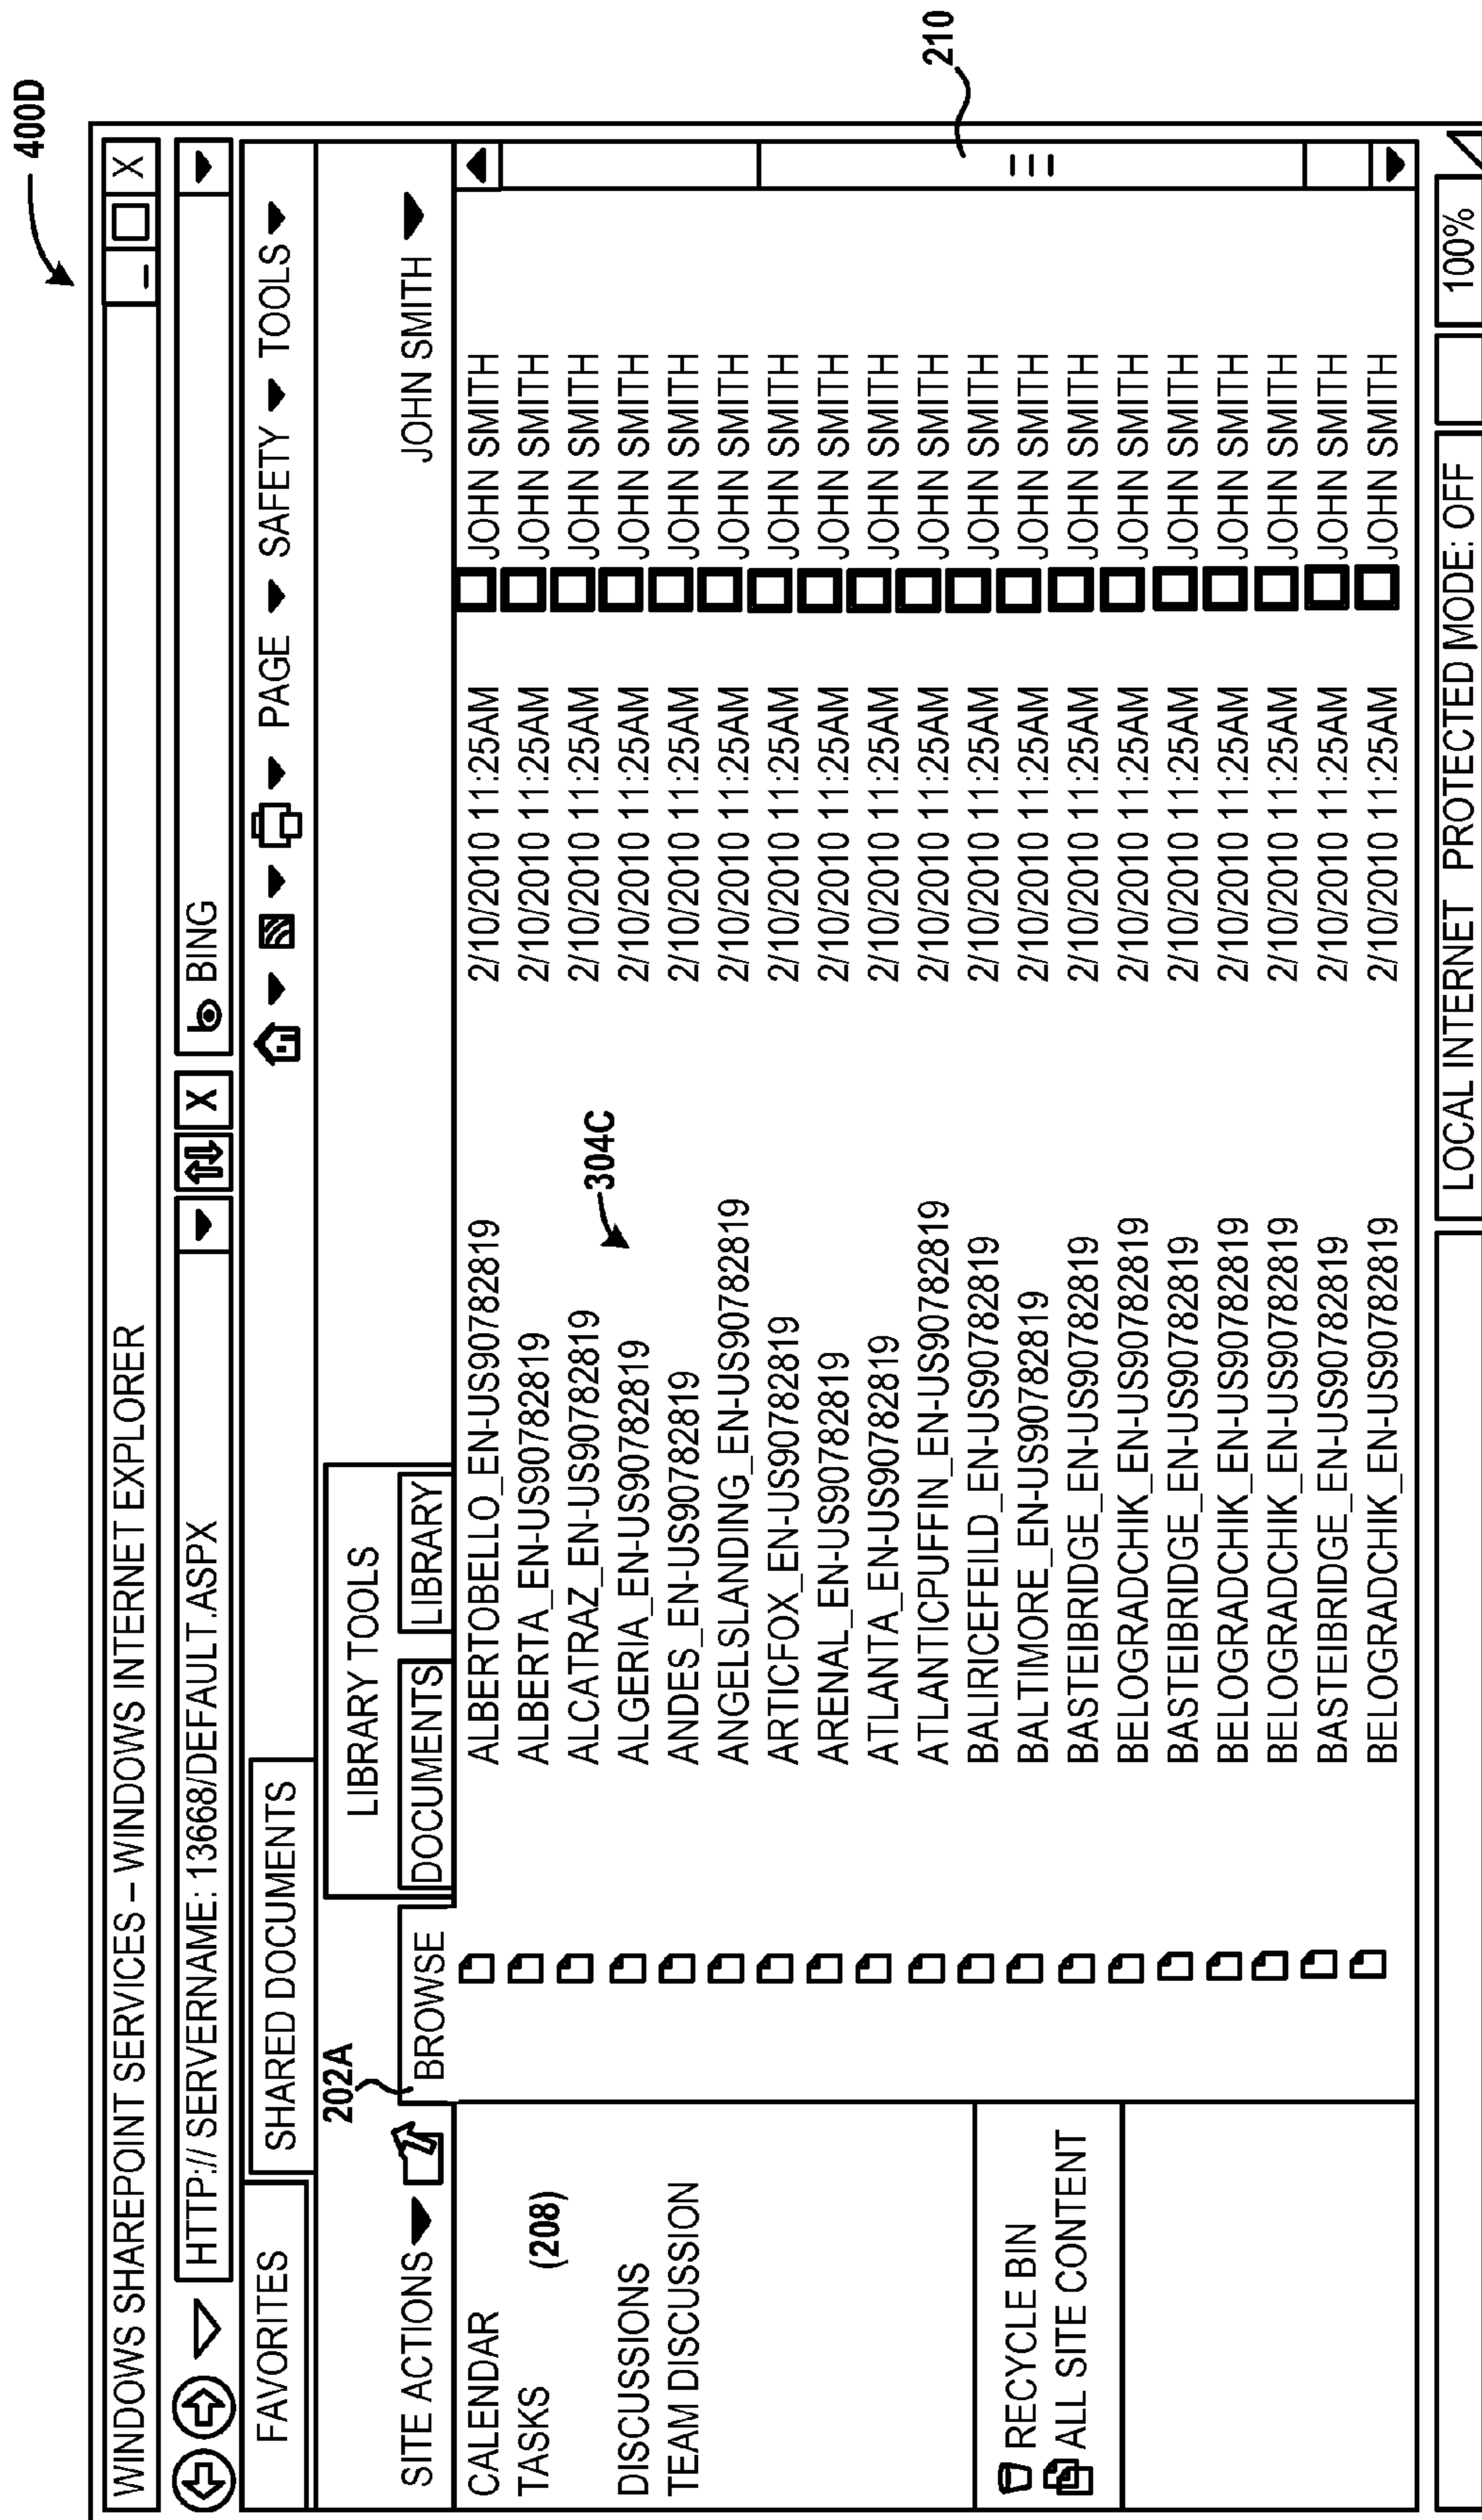 400D
WINDOWS SHAREPOINT SERVICES – WINDOWS INTERNET EXPLORER _ X
HTTP:// SERVERNAME: 13668/DEFAULT.ASPX X b BING
FAVORITES SHARED DOCUMENTS PAGE SAFETY TOOLS
202A LIBRARY TOOLS
SITE ACTIONS BROWSE DOCUMENTS LIBRARY JOHN SMITH
CALENDAR ALBERTOBELLO_EN-US90782819 2/10/2010 11:25AM JOHN SMITH
TASKS (208) ALBERTA_EN-US90782819 2/10/2010 11:25AM JOHN SMITH
ALCATRAZ_EN-US90782819 304C 2/10/2010 11:25AM JOHN SMITH
DISCUSSIONS ALGERIA_EN-US90782819 2/10/2010 11:25AM JOHN SMITH
TEAM DISCUSSION ANDES_EN-US90782819 2/10/2010 11:25AM JOHN SMITH
ANGELSLANDING_EN-US90782819 2/10/2010 11:25AM JOHN SMITH
ARTICFOX_EN-US90782819 2/10/2010 11:25AM JOHN SMITH
ARENAL_EN-US90782819 2/10/2010 11:25AM JOHN SMITH
ATLANTA_EN-US90782819 2/10/2010 11:25AM JOHN SMITH
ATLANTICPUFFIN_EN-US90782819 2/10/2010 11:25AM JOHN SMITH 210
BALIRICEFEILD_EN-US90782819 2/10/2010 11:25AM JOHN SMITH
RECYCLE BIN BALTIMORE_EN-US90782819 2/10/2010 11:25AM JOHN SMITH
ALL SITE CONTENT BASTEIBRIDGE_EN-US90782819 2/10/2010 11:25AM JOHN SMITH
BELOGRADCHIK_EN-US90782819 2/10/2010 11:25AM JOHN SMITH
BASTEIBRIDGE_EN-US90782819 2/10/2010 11:25AM JOHN SMITH
BELOGRADCHIK_EN-US90782819 2/10/2010 11:25AM JOHN SMITH
BELOGRADCHIK_EN-US90782819 2/10/2010 11:25AM JOHN SMITH
BASTEIBRIDGE_EN-US90782819 2/10/2010 11:25AM JOHN SMITH
BELOGRADCHIK_EN-US90782819 2/10/2010 11:25AM JOHN SMITH
LOCAL INTERNET PROTECTED MODE: OFF 100%